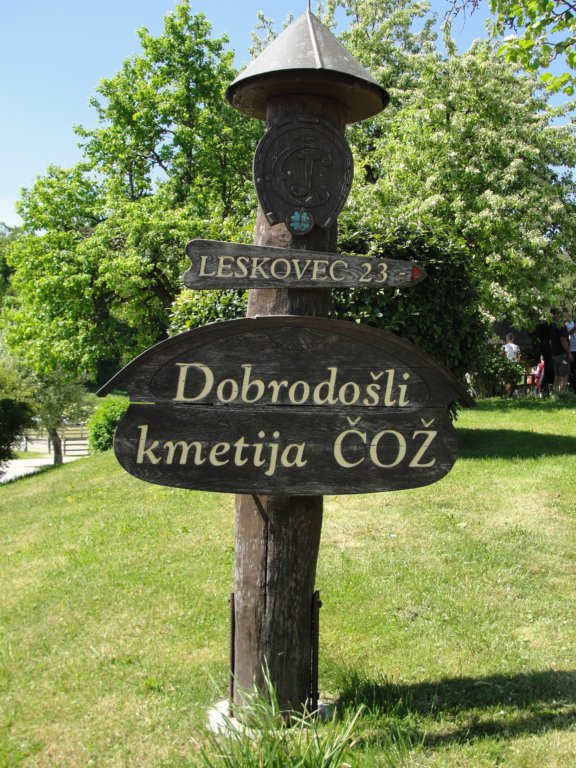 LESKOVEC 23
Dobrodošli
kmetija ČOŽ